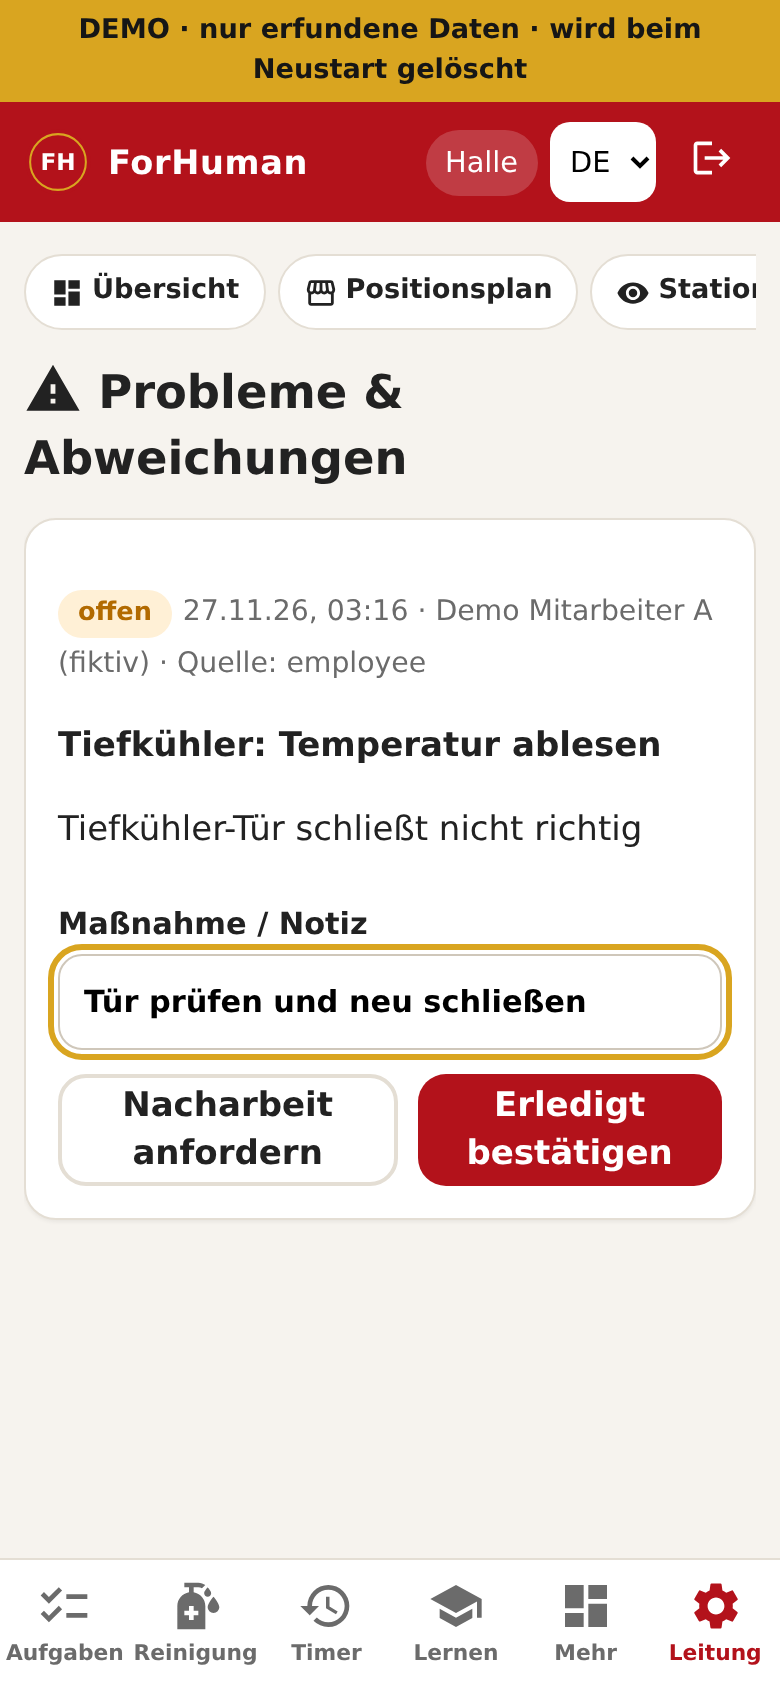 DEMO · nur erfundene Daten · wird beim
Neustart gelöscht
FH ForHuman Halle DE
Übersicht Positionsplan Station
Probleme &
Abweichungen
offen 27.11.26, 03:16 · Demo Mitarbeiter A
(fiktiv) · Quelle: employee
Tiefkühler: Temperatur ablesen
Tiefkühler-Tür schließt nicht richtig
Maßnahme / Notiz
Tür prüfen und neu schließen
Nacharbeit anfordern
Erledigt bestätigen
Aufgaben Reinigung Timer Lernen Mehr Leitung